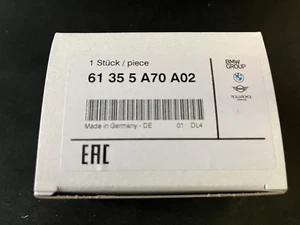 1 Stück / piece
BMW
GROUP
61 35 5 A70 A02
Made in Germany - DE 01 DL4
EAC